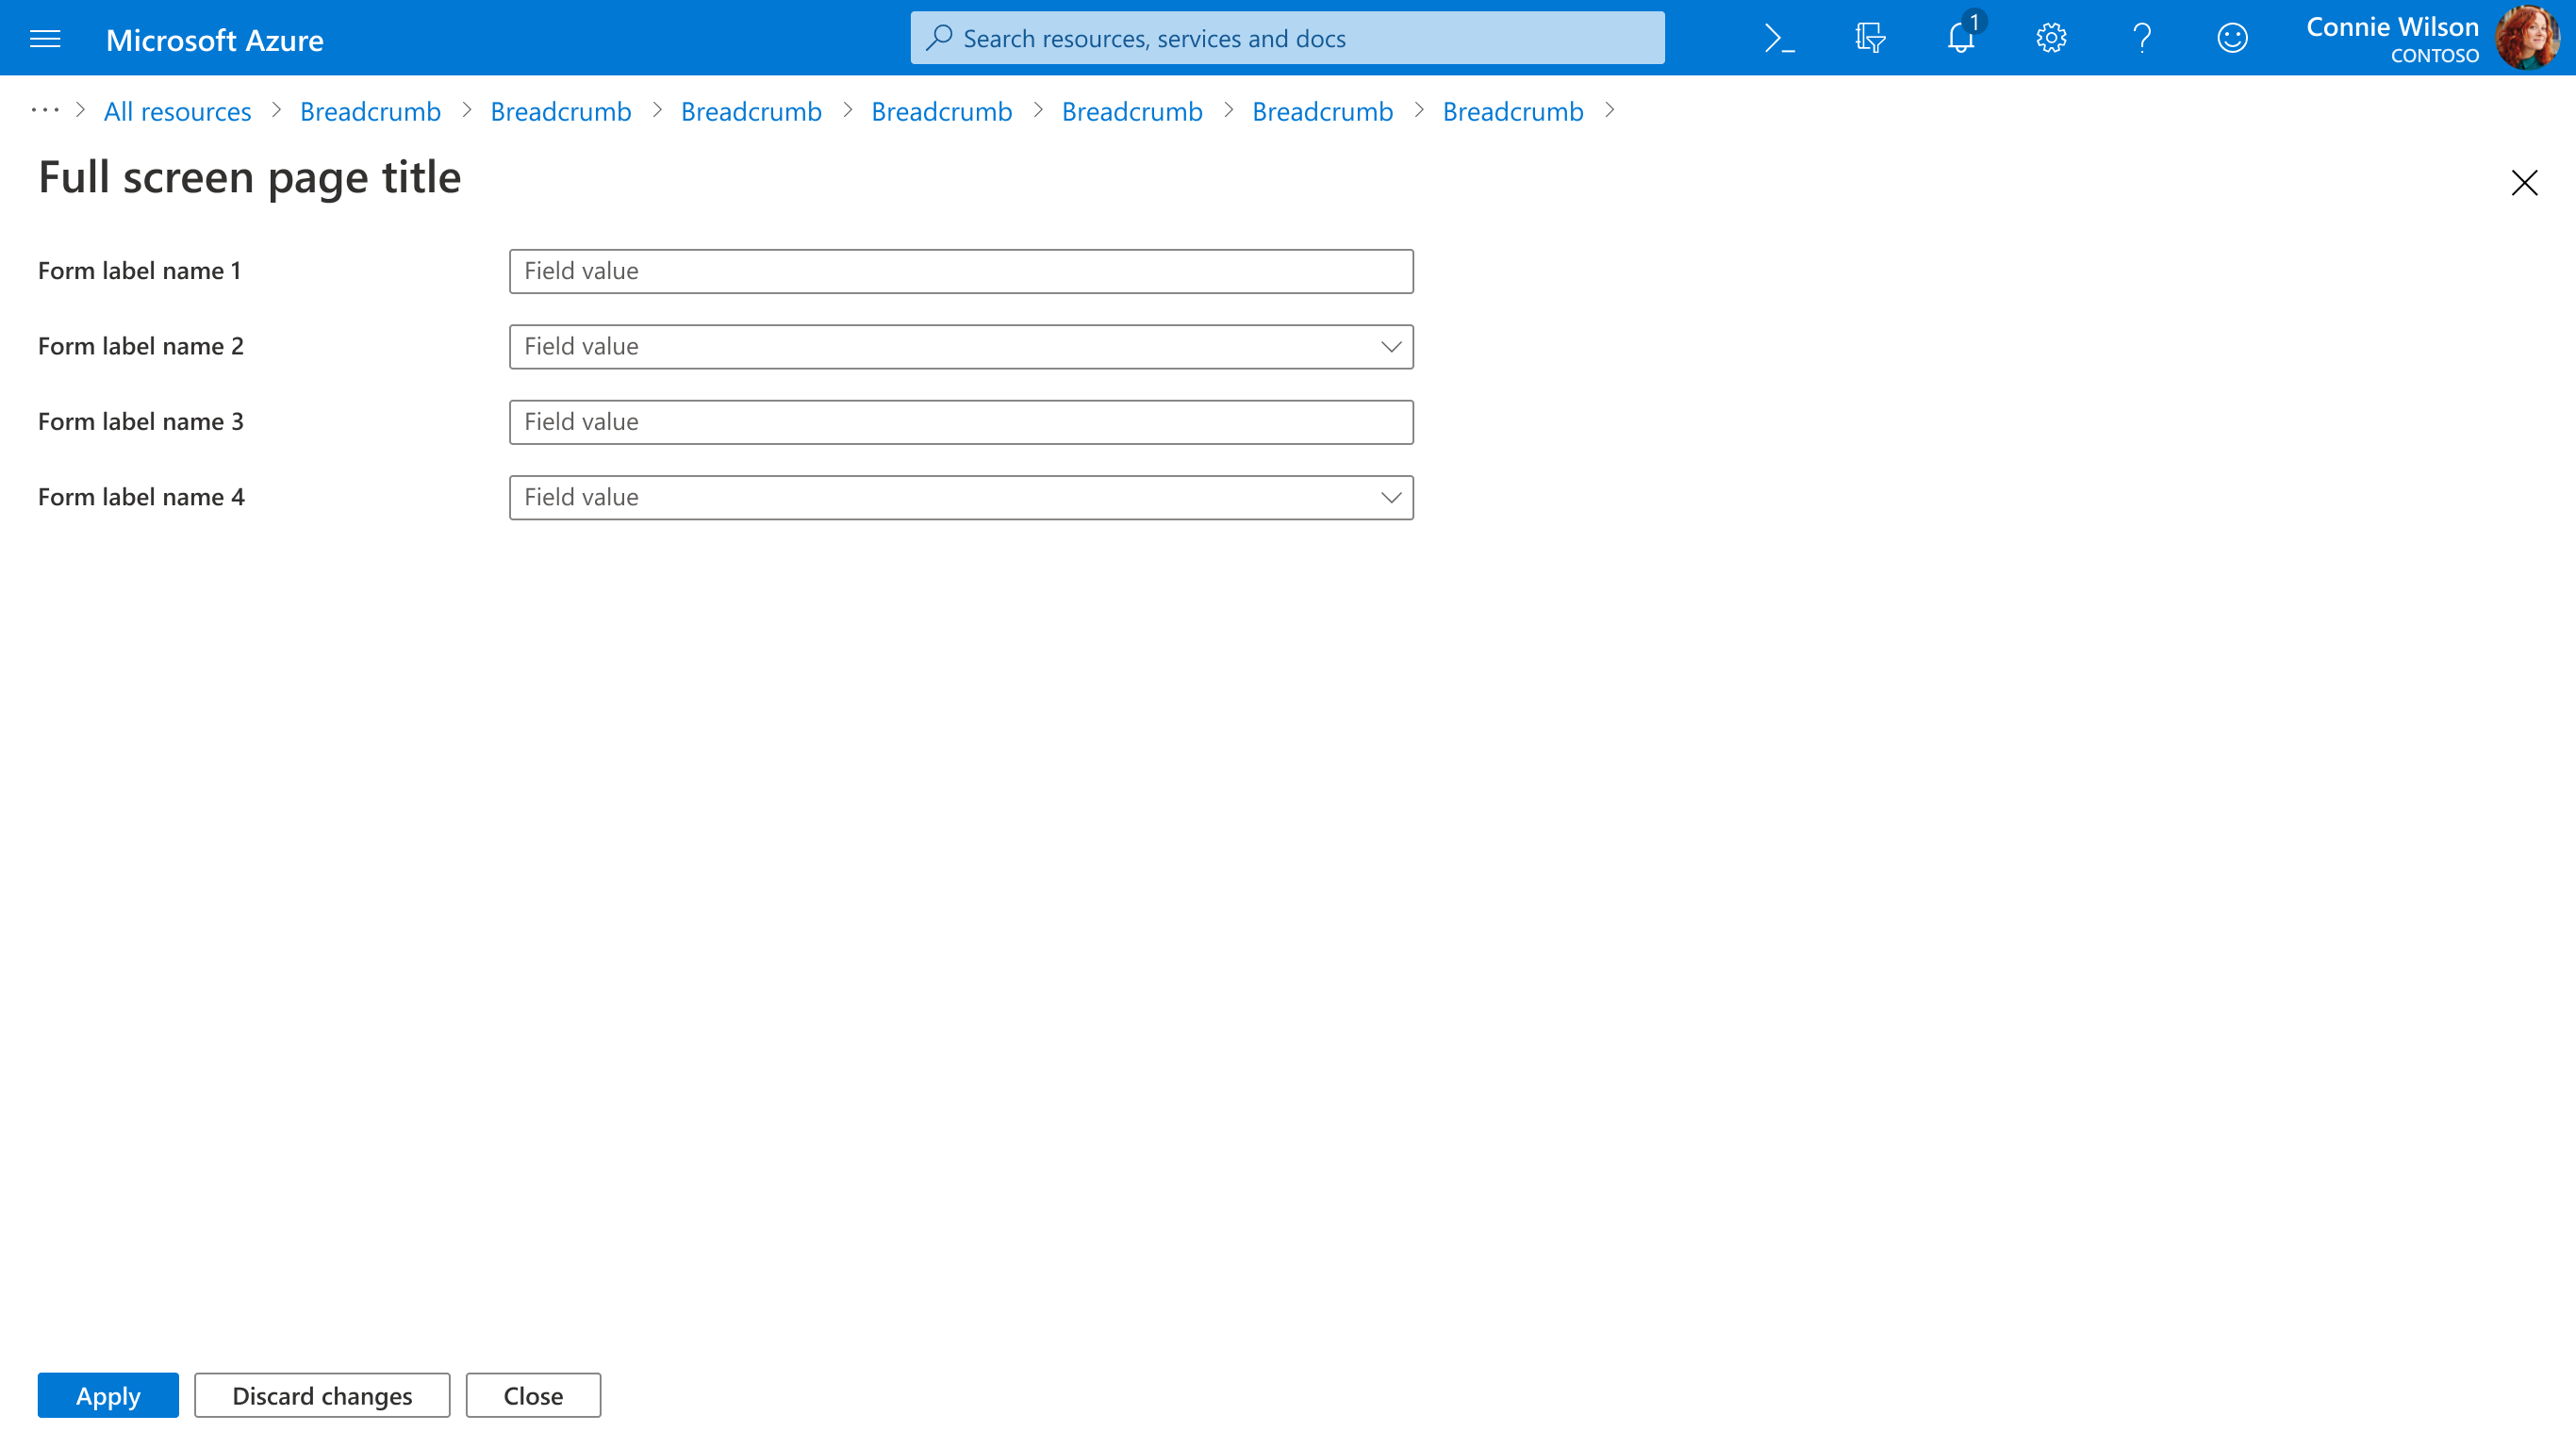 Microsoft Azure
Search resources, services and docs
1
Connie Wilson
CONTOSO
··· > All resources > Breadcrumb > Breadcrumb > Breadcrumb > Breadcrumb > Breadcrumb > Breadcrumb > Breadcrumb >
Full screen page title
Form label name 1 Field value
Form label name 2 Field value
Form label name 3 Field value
Form label name 4 Field value
Apply Discard changes Close